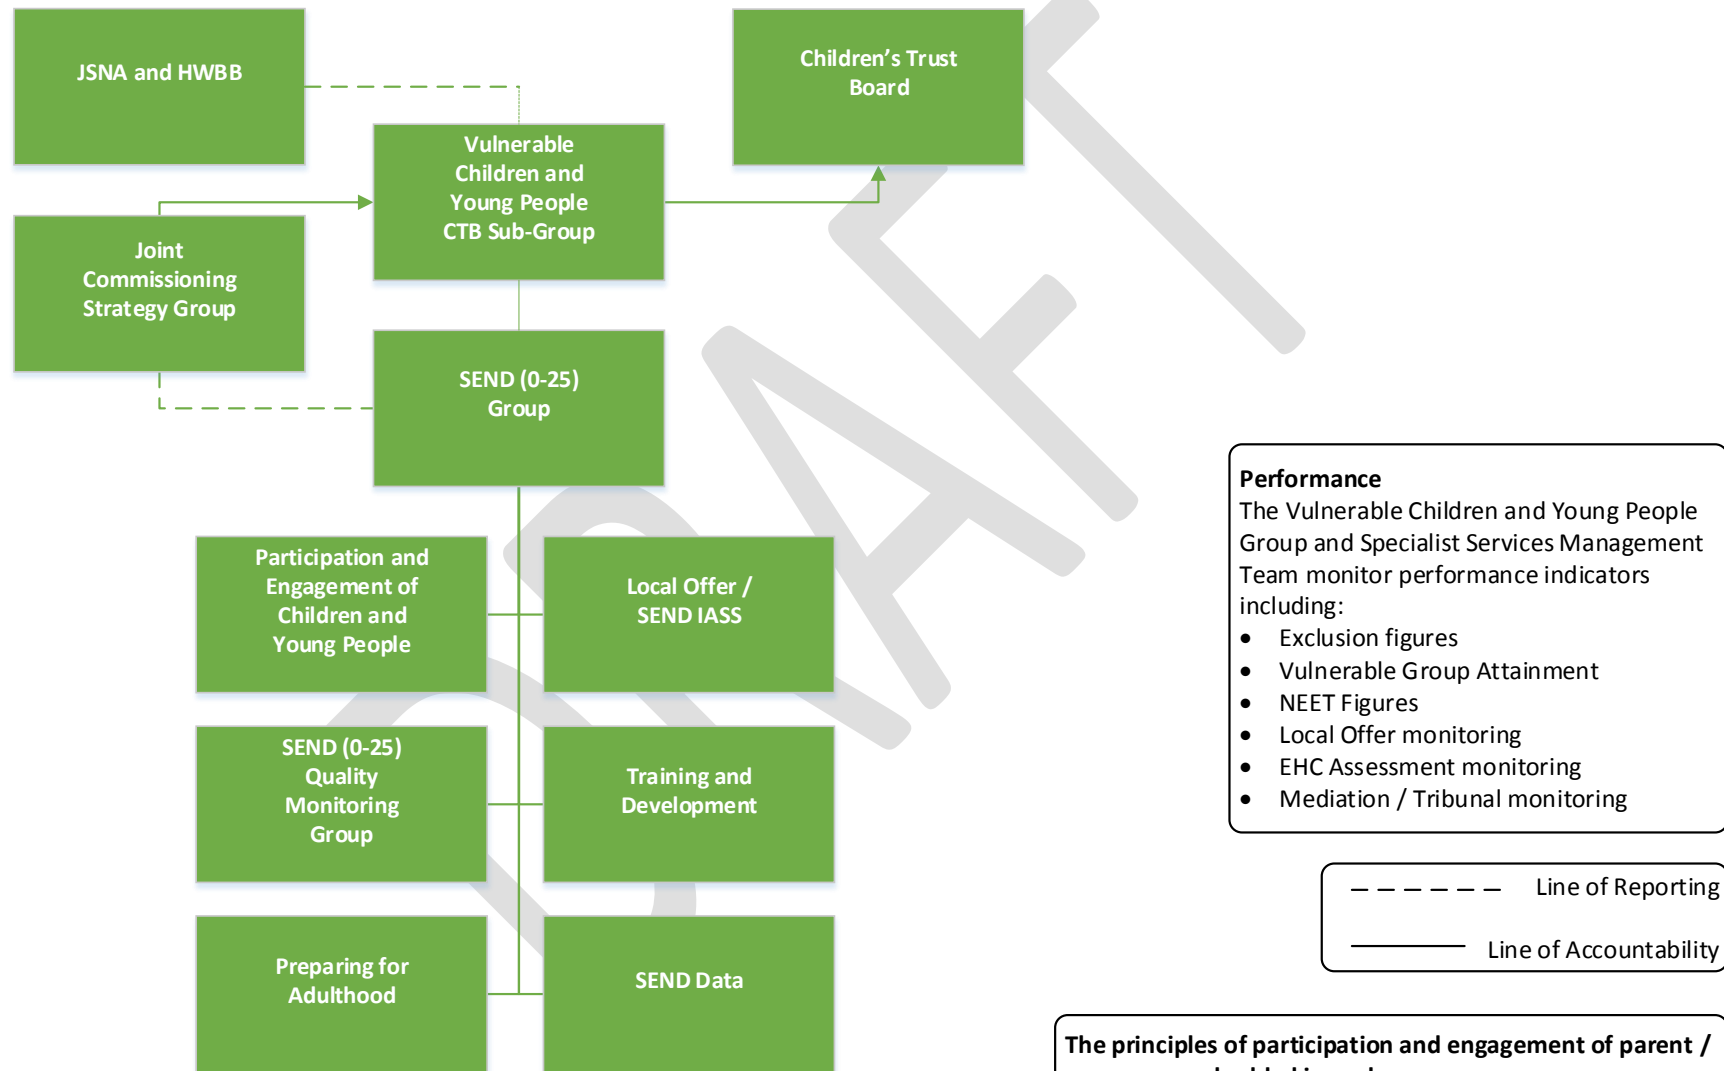 JSNA and HWBB
Children's Trust
Board
Vulnerable
Children and
Young People
CTB Sub-Group
Joint
Commissioning
Strategy Group
SEND (0-25)
Group
Participation and
Engagement of
Children and
Young People
Local Offer /
SEND IASS
SEND (0-25)
Quality
Monitoring
Group
Training and
Development
Preparing for
Adulthood
SEND Data
Performance
The Vulnerable Children and Young People
Group and Specialist Services Management
Team monitor performance indicators
including:
• Exclusion figures
• Vulnerable Group Attainment
• NEET Figures
• Local Offer monitoring
• EHC Assessment monitoring
• Mediation / Tribunal monitoring
Line of Reporting
Line of Accountability
The principles of participation and engagement of parent /
DRAFT